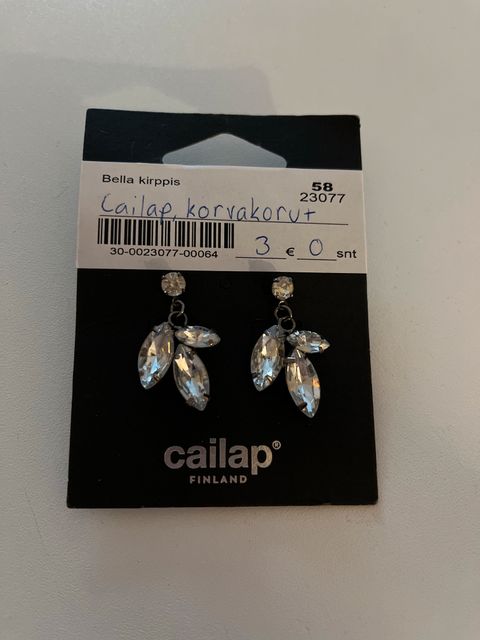 Bella kirppis
58
23077
Cailap, korvakorut
30-0023077-00064
3 € 0 snt
cailap®
FINLAND